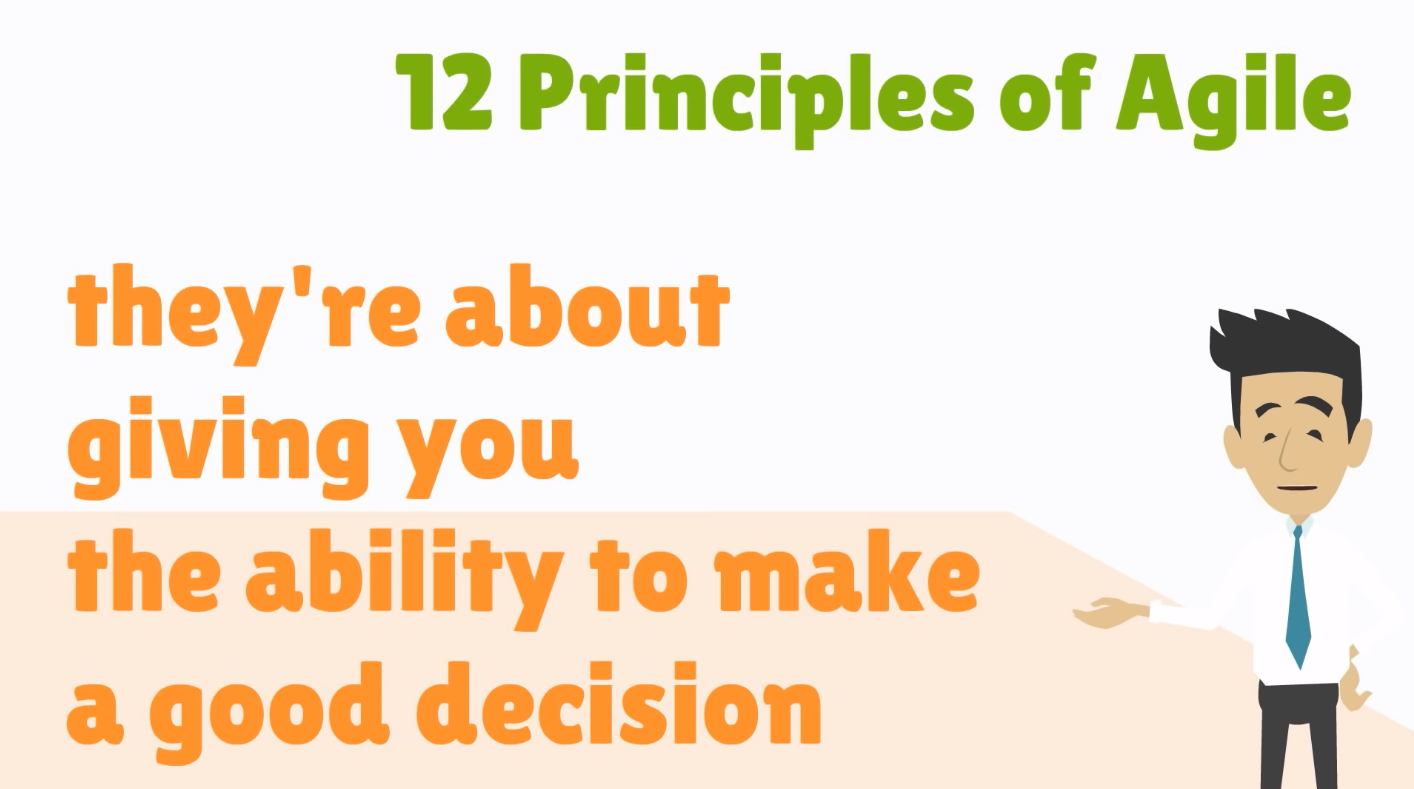 12 Principles of Agile
they're about
giving you
the ability to make
a good decision